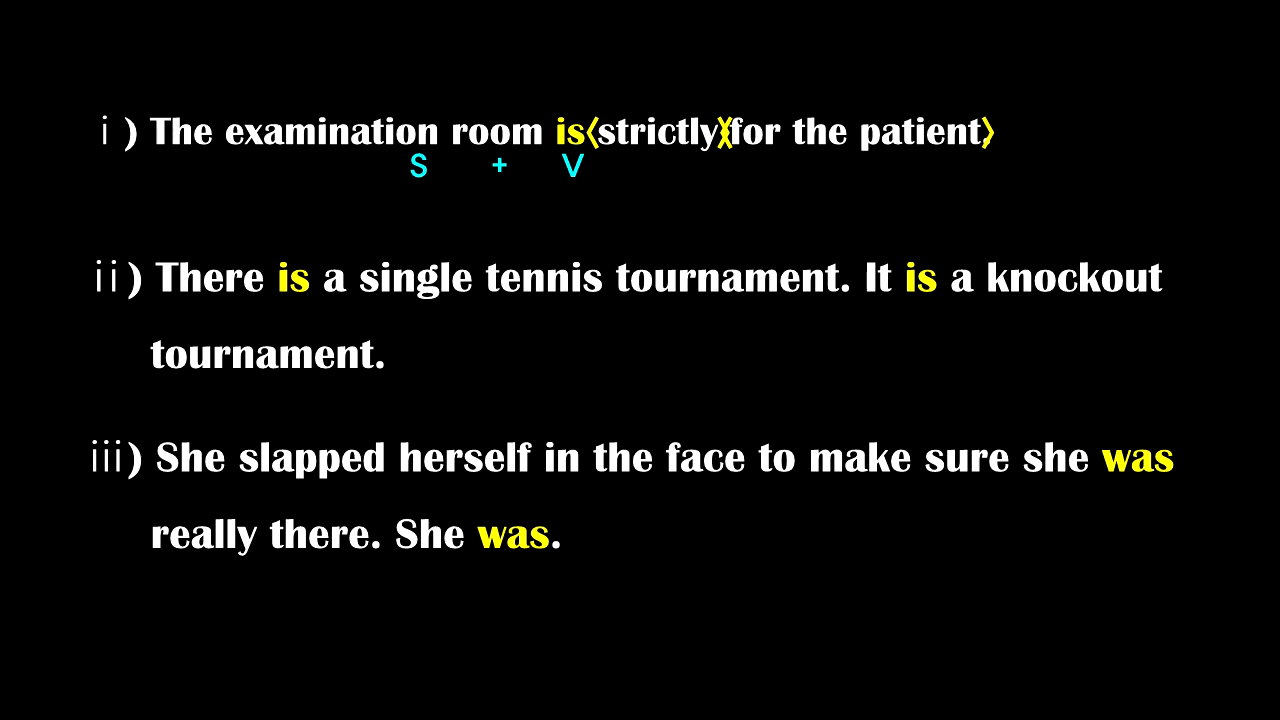 i ) The examination room is〈strictly〉〈for the patient.〉
S + V
ii ) There is a single tennis tournament. It is a knockout
tournament.
iii ) She slapped herself in the face to make sure she was
really there. She was.